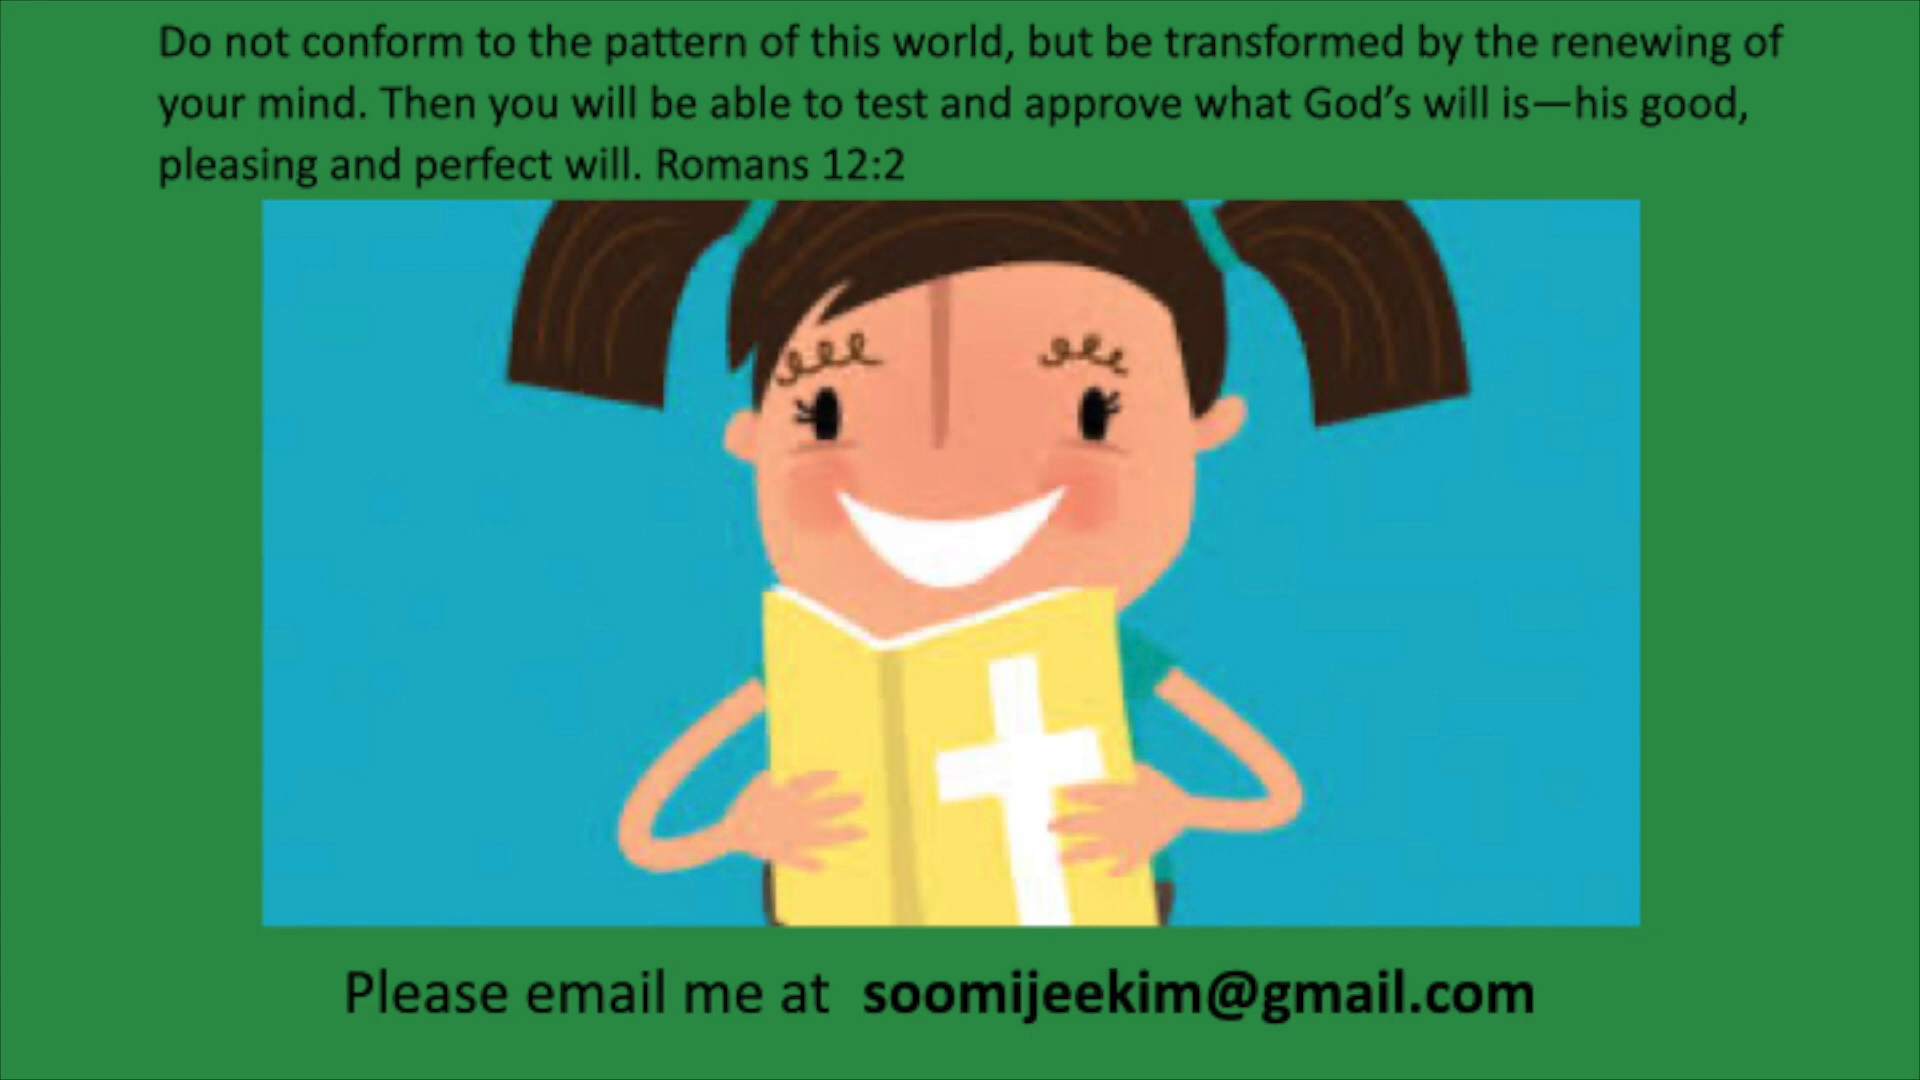 Do not conform to the pattern of this world, but be transformed by the renewing of
your mind. Then you will be able to test and approve what God’s will is—his good,
pleasing and perfect will. Romans 12:2
Please email me at soomijeekim@gmail.com